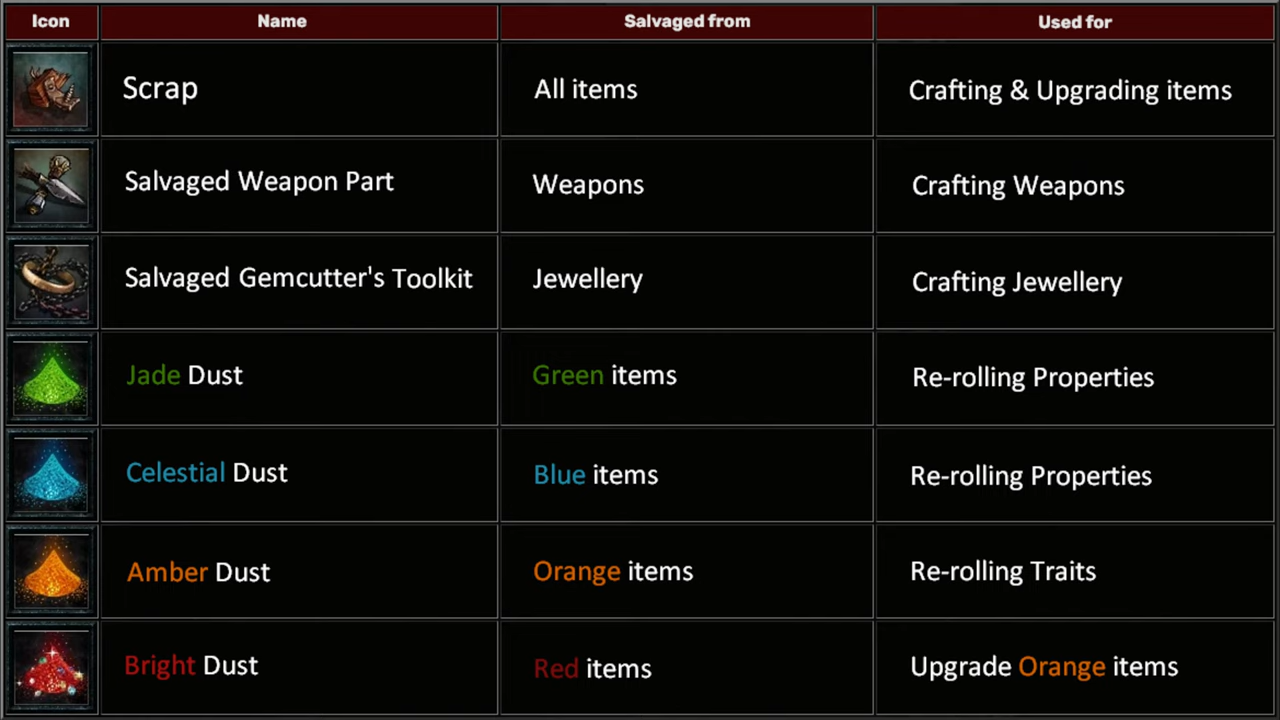 Icon Name Salvaged from Used for
Scrap All items Crafting & Upgrading items
Salvaged Weapon Part Weapons Crafting Weapons
Salvaged Gemcutter's Toolkit Jewellery Crafting Jewellery
Jade Dust Green items Re-rolling Properties
Celestial Dust Blue items Re-rolling Properties
Amber Dust Orange items Re-rolling Traits
Bright Dust Red items Upgrade Orange items